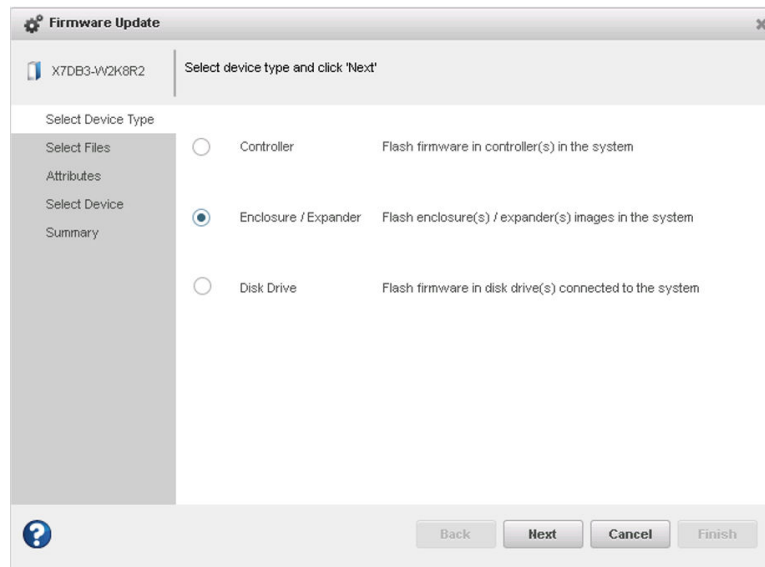 Firmware Update
X7DB3-W2K8R2
Select device type and click 'Next'
Select Device Type
Select Files
Attributes
Select Device
Summary
Controller Flash firmware in controller(s) in the system
Enclosure / Expander Flash enclosure(s) / expander(s) images in the system
Disk Drive Flash firmware in disk drive(s) connected to the system
? Back Next Cancel Finish